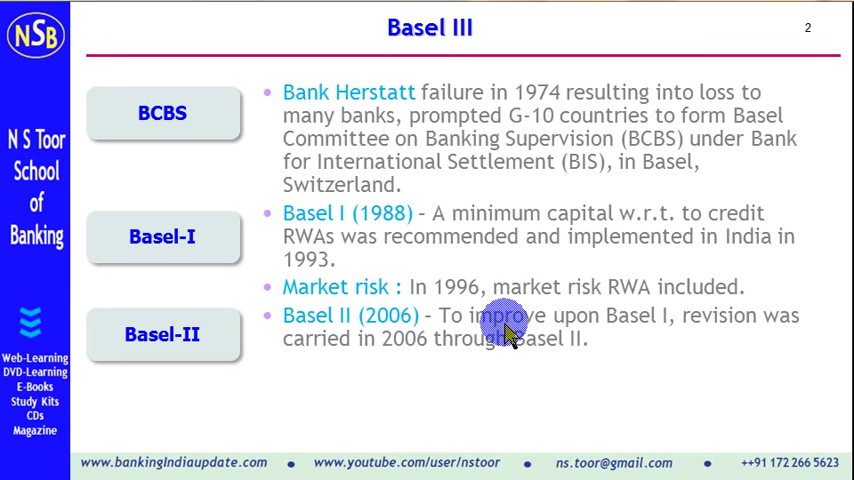 NSB
Basel III
2
N S Toor
School
of
Banking
Web-Learning
DVD-Learning
E-Books
Study Kits
CDs
Magazine
BCBS
• Bank Herstatt failure in 1974 resulting into loss to
many banks, prompted G-10 countries to form Basel
Committee on Banking Supervision (BCBS) under Bank
for International Settlement (BIS), in Basel,
Switzerland.
Basel-I
• Basel I (1988) – A minimum capital w.r.t. to credit
RWAs was recommended and implemented in India in
1993.
• Market risk : In 1996, market risk RWA included.
Basel-II
• Basel II (2006) – To improve upon Basel I, revision was
carried in 2006 through Basel II.
www.bankingIndiaupdate.com • www.youtube.com/user/nstoor • ns.toor@gmail.com • ++91 172 266 5623